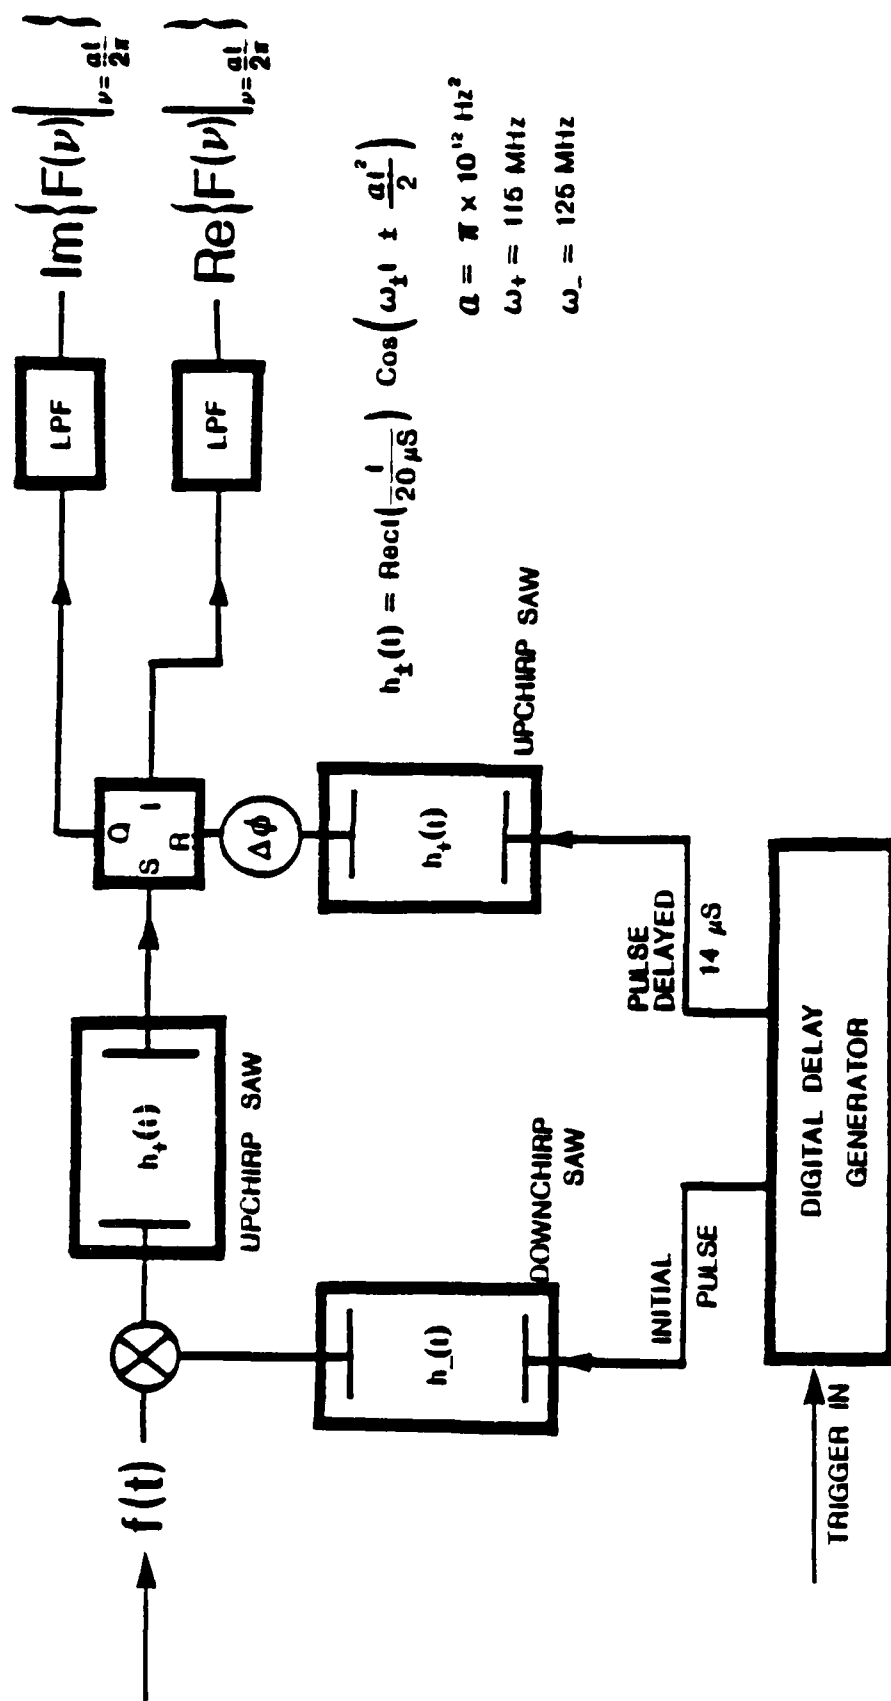 f(t)
h₊(t)
UPCHIRP SAW
S
Q
I
R
Δϕ
LPF
Im{F(ν)}|ν=at/2π
LPF
Re{F(ν)}|ν=at/2π
h₋(t)
DOWNCHIRP
SAW
h₊(t)
UPCHIRP SAW
h±(t) = Rect(t/20 μS) Cos(ω±t ± at²/2)
a = π × 10¹² Hz²
ω₊ = 115 MHz
ω₋ = 125 MHz
INITIAL
PULSE
PULSE
DELAYED
14 μS
TRIGGER IN
DIGITAL DELAY
GENERATOR